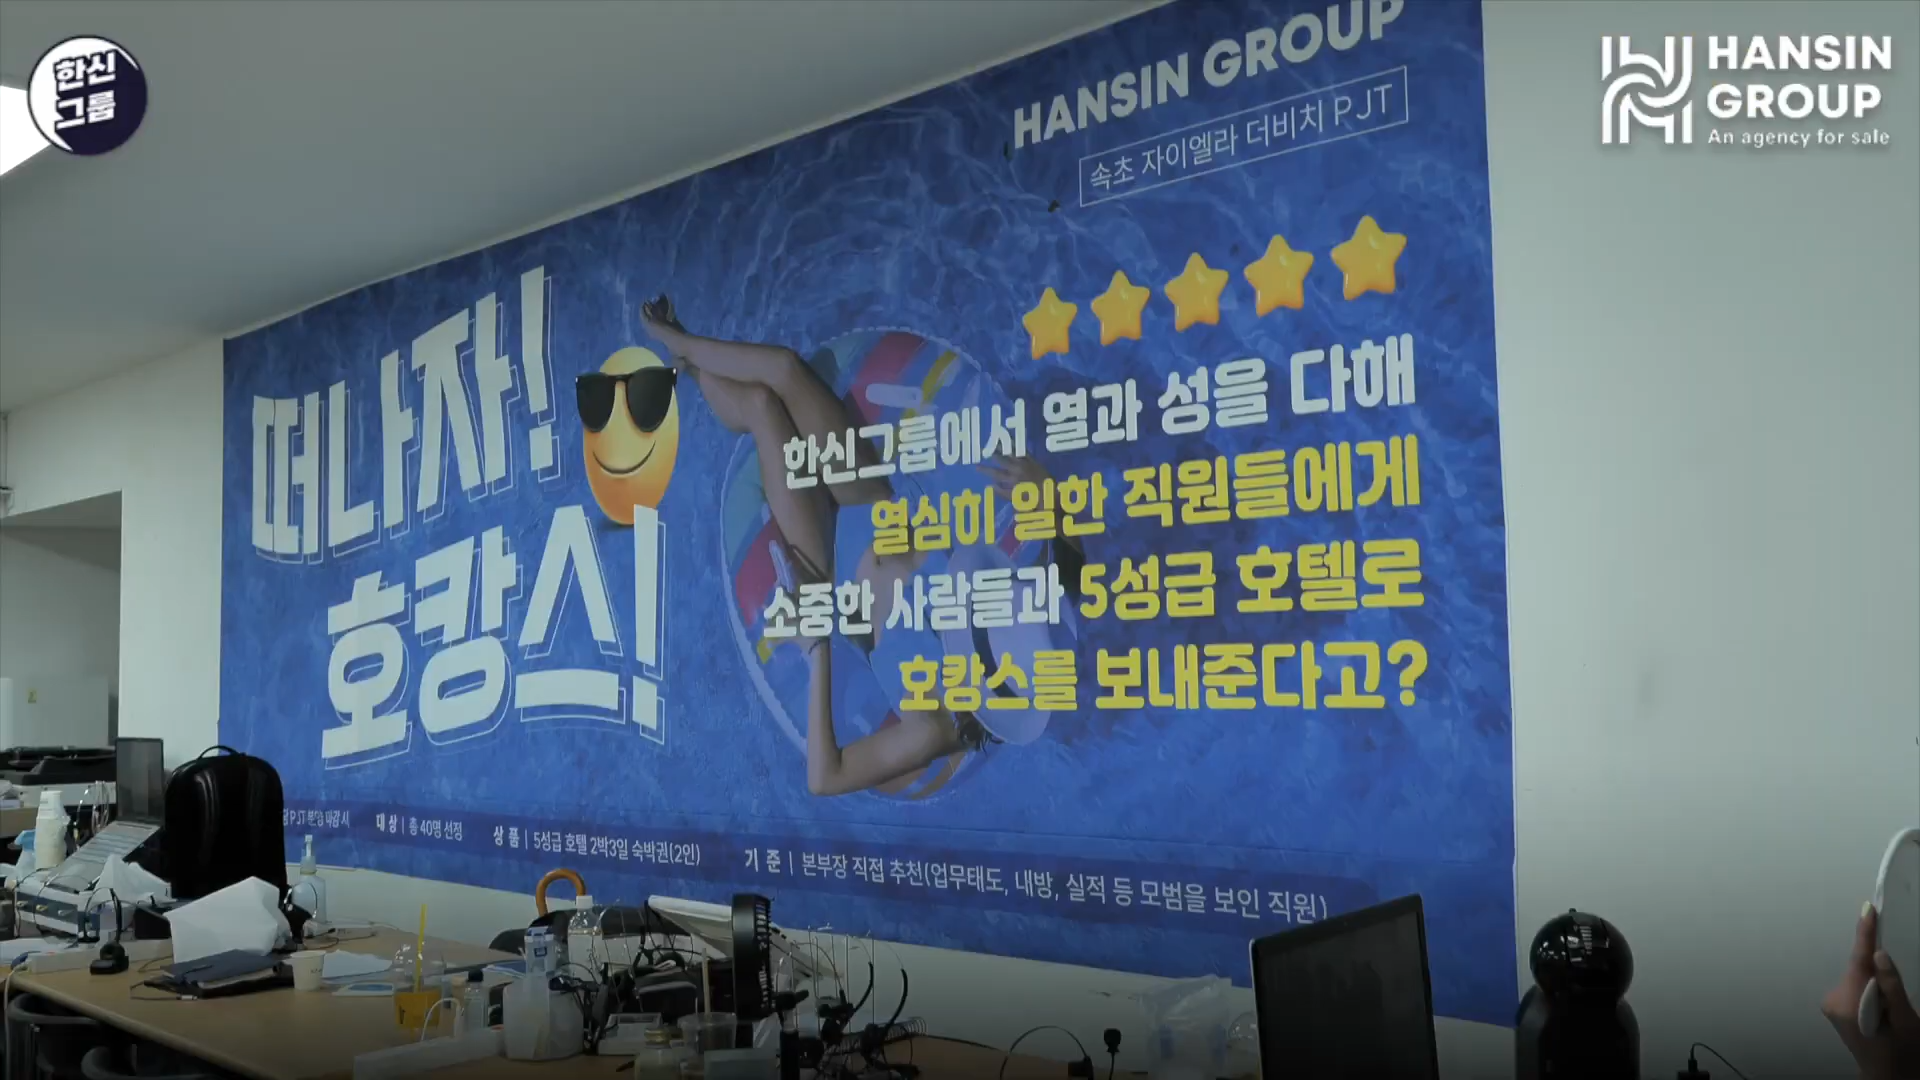 한신
그룹
HANSIN
GROUP
An agency for sale
HANSIN GROUP
속초 자이엘라 더비치 PJT
떠나자!
호캉스!
한신그룹에서 열과 성을 다해
열심히 일한 직원들에게
소중한 사람들과 5성급 호텔로
호캉스를 보내준다고?
PJT 분양 마감 시
대 상 | 총 40명 선정
상 품 | 5성급 호텔 2박3일 숙박권(2인)
기 준 | 본부장 직접 추천(업무태도, 내방, 실적 등 모범을 보인 직원)